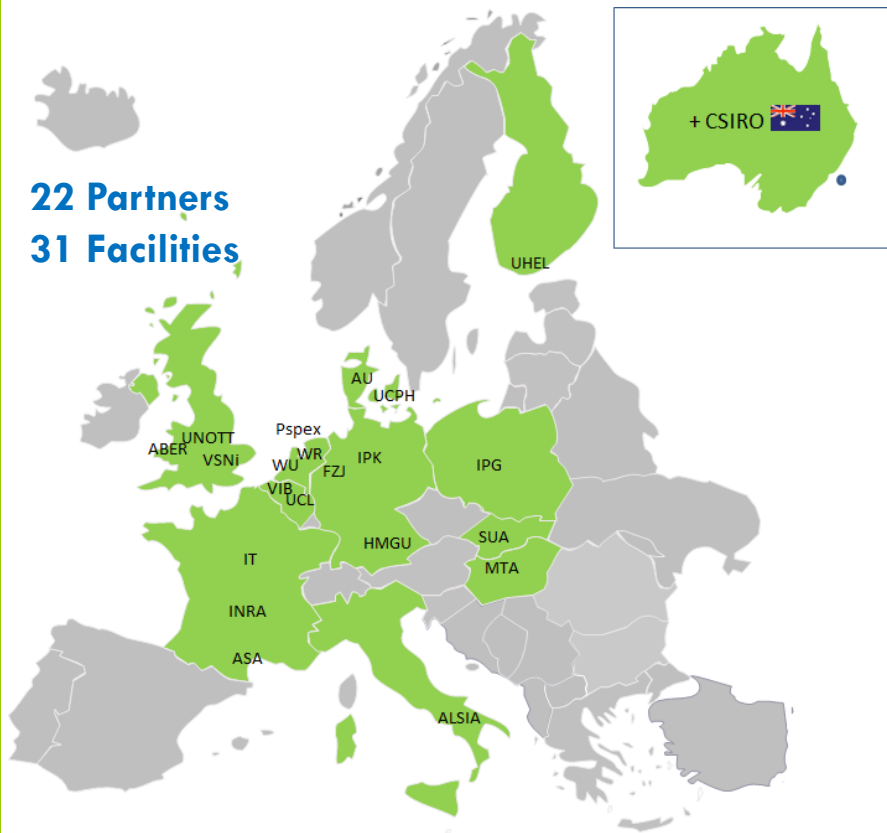 22 Partners
31 Facilities
+ CSIRO
UHEL
AU
UCPH
Pspex
UNOTT
ABER
VSNi
WR
WU
FZJ
IPK
IPG
VIB
UCL
HMGU
SUA
MTA
IT
INRA
ASA
ALSIA